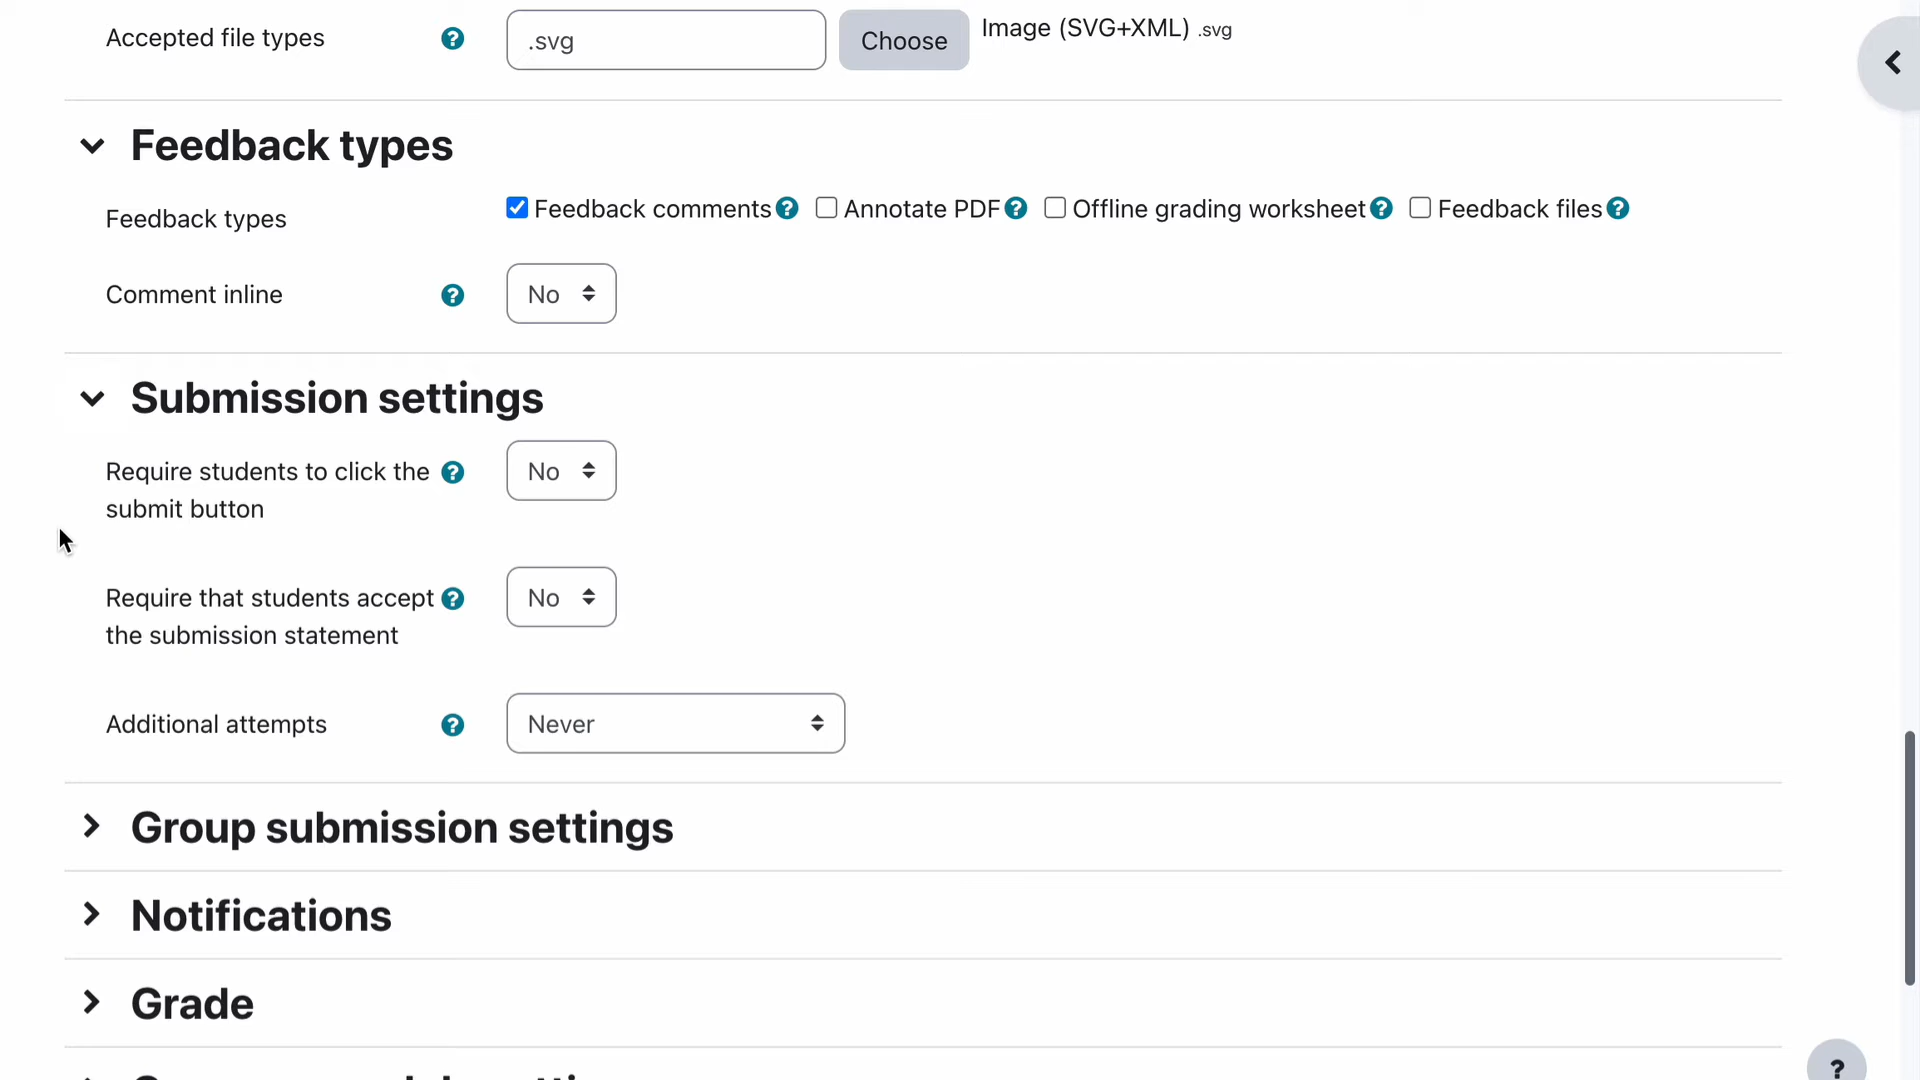 Accepted file types ? .svg Choose Image (SVG+XML) .svg
Feedback types
Feedback types Feedback comments ? Annotate PDF ? Offline grading worksheet ? Feedback files ?
Comment inline ? No
Submission settings
Require students to click the ? No
submit button
Require that students accept ? No
the submission statement
Additional attempts ? Never
Group submission settings
Notifications
Grade
?